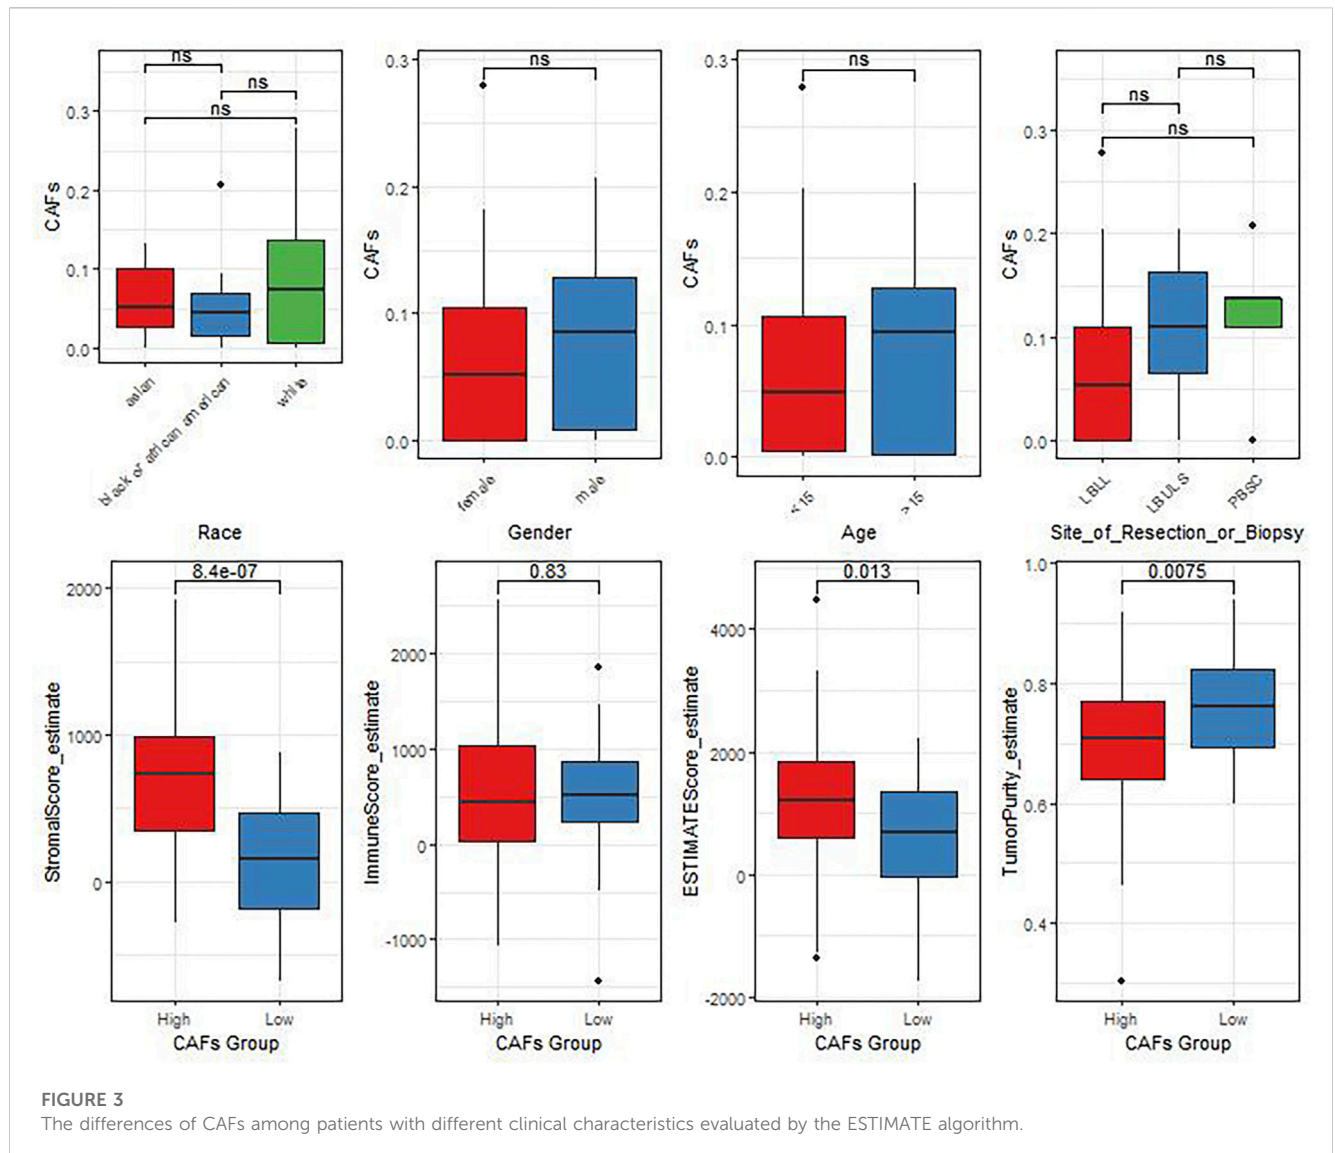 ns
ns
ns
CAFs
0.3
0.2
0.1
0.0
asian
black or african american
white
Race
ns
CAFs
0.3
0.2
0.1
0.0
female
male
Gender
ns
CAFs
0.3
0.2
0.1
0.0
Age
ns
ns
ns
CAFs
0.3
0.2
0.1
0.0
LBLL
LBULS
PBSC
Site_of_Resection_or_Biopsy
8.4e-07
StromalScore_estimate
2000
1000
0
High Low
CAFs Group
0.83
ImmuneScore_estimate
2000
1000
0
-1000
High Low
CAFs Group
0.013
ESTIMATEScore_estimate
4000
2000
0
-2000
High Low
CAFs Group
0.0075
TumorPurity_estimate
1.0
0.8
0.6
0.4
High Low
CAFs Group
FIGURE 3
The differences of CAFs among patients with different clinical characteristics evaluated by the ESTIMATE algorithm.